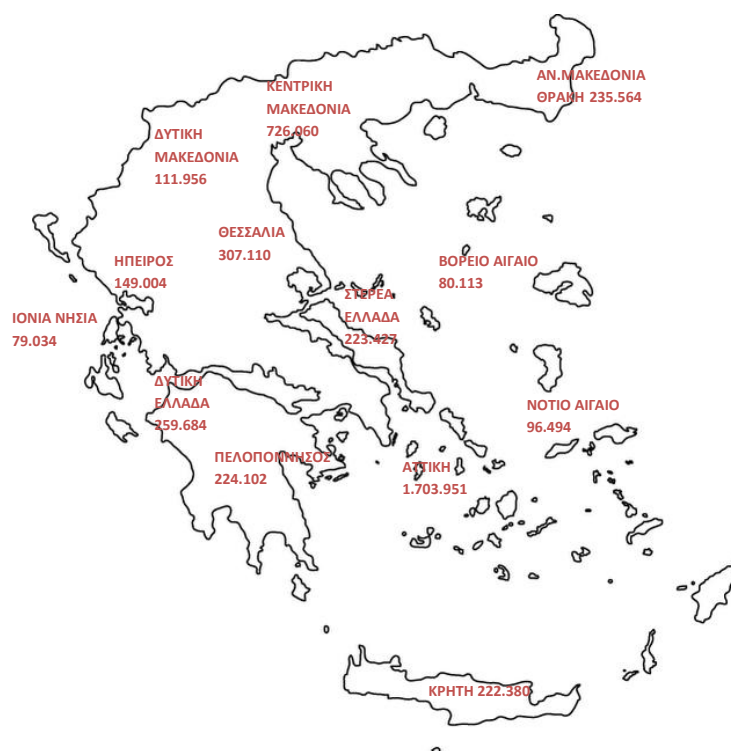 ΑΝ.ΜΑΚΕΔΟΝΙΑ
ΘΡΑΚΗ 235.564
ΚΕΝΤΡΙΚΗ
ΜΑΚΕΔΟΝΙΑ
726.060
ΔΥΤΙΚΗ
ΜΑΚΕΔΟΝΙΑ
111.956
ΘΕΣΣΑΛΙΑ
307.110
ΗΠΕΙΡΟΣ
149.004
ΒΟΡΕΙΟ ΑΙΓΑΙΟ
80.113
ΣΤΕΡΕΑ
ΕΛΛΑΔΑ
223.427
ΙΟΝΙΑ ΝΗΣΙΑ
79.034
ΔΥΤΙΚΗ
ΕΛΛΑΔΑ
259.684
ΝΟΤΙΟ ΑΙΓΑΙΟ
96.494
ΠΕΛΟΠΟΝΝΗΣΟΣ
224.102
ΑΤΤΙΚΗ
1.703.951
ΚΡΗΤΗ 222.380